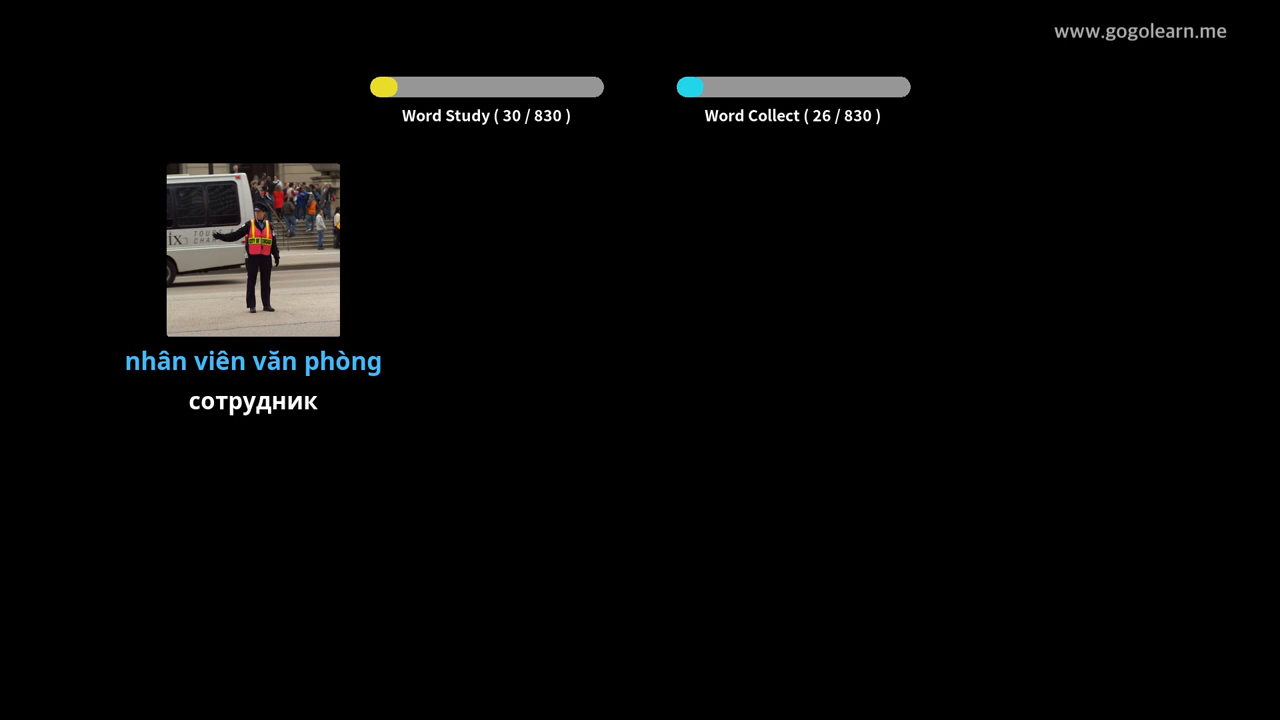 www.gogolearn.me
Word Study ( 30 / 830 )
Word Collect ( 26 / 830 )
nhân viên văn phòng
сотрудник